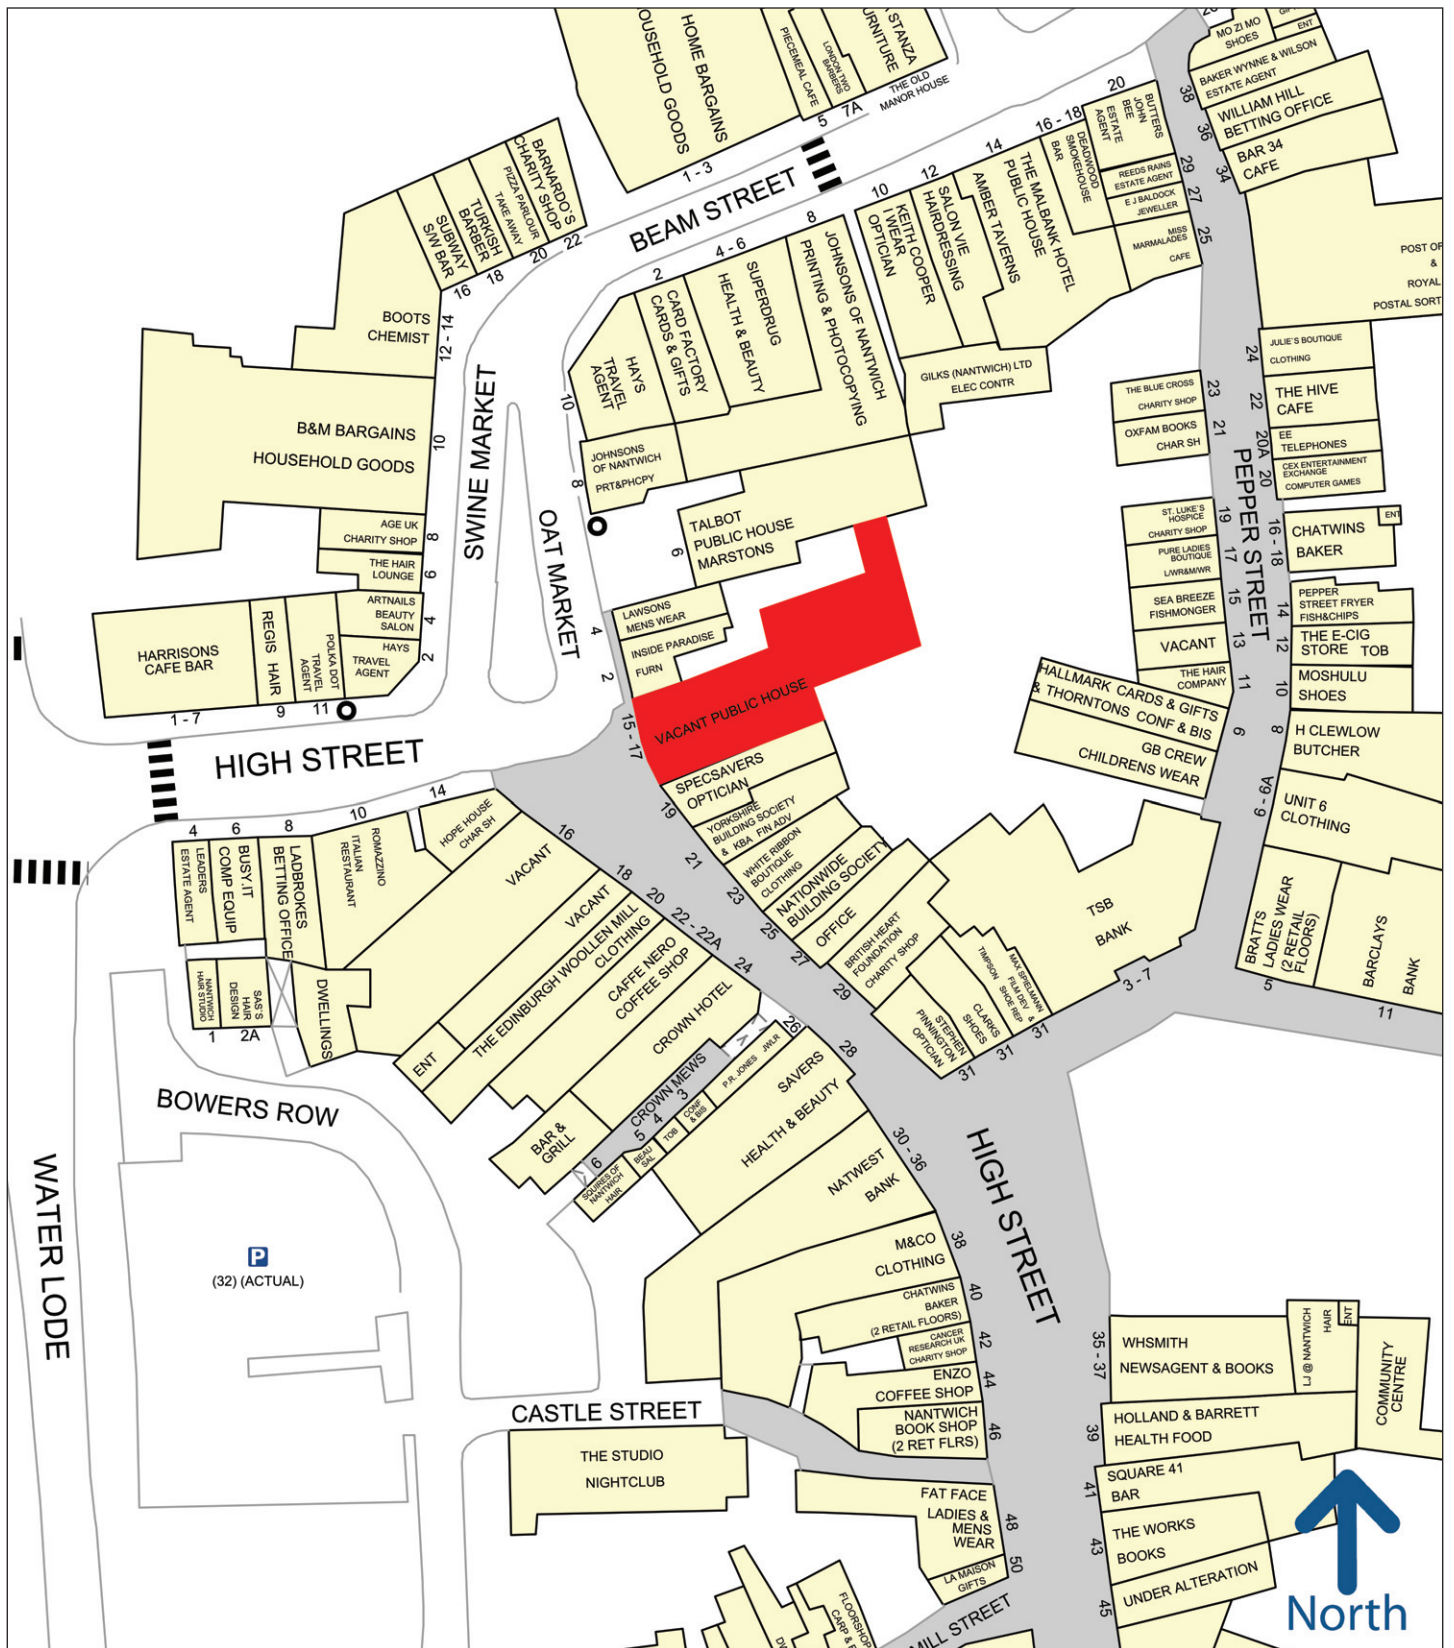 HOUSEHOLD GOODS
HOME BARGAINS
1 - 3
PIECEMEAL CAFE
5
LONDON TWO
BARBERS
7A
STANZA
FURNITURE
THE OLD
MANOR HOUSE
MO ZI MO
SHOES
ENT
BAKER WYNNE & WILSON
ESTATE AGENT
38
WILLIAM HILL
BETTING OFFICE
36
BAR 34
CAFE
34
POST OF
&
ROYAL
POSTAL SORT
BARNARDO'S
CHARITY SHOP
22
PIZZA PARLOUR
TAKE AWAY
20
TURKISH
BARBER
18
SUBWAY
S/W BAR
16
BOOTS
CHEMIST
12 - 14
B&M BARGAINS
HOUSEHOLD GOODS
10
AGE UK
CHARITY SHOP
8
THE HAIR
LOUNGE
6
ARTNAILS
BEAUTY
SALON
4
HAYS
TRAVEL
AGENT
2
POLKA DOT
TRAVEL
AGENT
11
REGIS HAIR
9
HARRISONS
CAFE BAR
1 - 7
BEAM STREET
SWINE MARKET
OAT MARKET
HIGH STREET
2
CARD FACTORY
CARDS & GIFTS
4 - 6
SUPERDRUG
HEALTH & BEAUTY
8
JOHNSONS OF NANTWICH
PRINTING & PHOTOCOPYING
HAYS
TRAVEL
AGENT
10
JOHNSONS
OF NANTWICH
PRT&PHCPY
8
10
KEITH COOPER
I WEAR
OPTICIAN
12
SALON VIE
HAIRDRESSING
14
AMBER TAVERNS
THE MALBANK HOTEL
PUBLIC HOUSE
16 - 18
DEADWOOD
SMOKEHOUSE
BAR
20
BUTTERS
JOHN
BEE
ESTATE
AGENT
REEDS RAINS
ESTATE AGENT
29
E J BALDOCK
JEWELLER
27
MISS
MARMALADES
CAFE
25
GILKS (NANTWICH) LTD
ELEC CONTR
THE BLUE CROSS
CHARITY SHOP
23
OXFAM BOOKS
CHAR SH
21
JULIE'S BOUTIQUE
CLOTHING
24
THE HIVE
CAFE
22
EE
TELEPHONES
20A
CEX ENTERTAINMENT
EXCHANGE
COMPUTER GAMES
20
CHATWINS
BAKER
ENT
16 - 18
PEPPER
STREET FRYER
FISH&CHIPS
14
THE E-CIG
STORE TOB
12
MOSHULU
SHOES
10
H CLEWLOW
BUTCHER
8
UNIT 6
CLOTHING
6 - 6A
BRATTS
LADIES WEAR
(2 RETAIL
FLOORS)
5
BARCLAYS
BANK
11
PEPPER STREET
ST. LUKE'S
HOSPICE
CHARITY SHOP
19
PURE LADIES
BOUTIQUE
L/WR&M/WR
17
SEA BREEZE
FISHMONGER
15
VACANT
13
THE HAIR
COMPANY
11
HALLMARK CARDS & GIFTS
& THORNTONS CONF & BIS
6
GB CREW
CHILDRENS WEAR
TSB
BANK
3 - 7
TALBOT
PUBLIC HOUSE
MARSTONS
6
LAWSONS
MENS WEAR
4
INSIDE PARADISE
FURN
2
VACANT PUBLIC HOUSE
15 - 17
SPECSAVERS
OPTICIAN
19
YORKSHIRE
BUILDING SOCIETY
& KBA FIN ADV
21
WHITE RIBBON
BOUTIQUE
CLOTHING
23
NATIONWIDE
BUILDING SOCIETY
25
OFFICE
27
BRITISH HEART
FOUNDATION
CHARITY SHOP
29
STEPHEN
PINNINGTON
OPTICIAN
31
CLARKS
SHOES
31
TIMPSON
SHOE REP
MAX SPIELMANN
FILM DEV &
31
4
LEADERS
ESTATE AGENT
6
BUSY.IT
COMP EQUIP
8
LADBROKES
BETTING OFFICE
10
ROMAZZINO
ITALIAN
RESTAURANT
14
HOPE HOUSE
CHAR SH
16
VACANT
18
VACANT
20
THE EDINBURGH WOOLLEN MILL
CLOTHING
22 - 22A
CAFFE NERO
COFFEE SHOP
24
CROWN HOTEL
ENT
BAR &
GRILL
NANTWICH
HAIR STUDIO
1
SAS'S
HAIR
DESIGN
2A
DWELLINGS
BOWERS ROW
WATER LODE
P
(32) (ACTUAL)
CROWN MEWS
26
P.R. JONES JWLR
3
CONF
& BIS
4
TOB
5
BEAU
SAL
6
SQUIRES OF
NANTWICH
HAIR
28
SAVERS
HEALTH & BEAUTY
30 - 36
NATWEST
BANK
38
M&CO
CLOTHING
40
CHATWINS
BAKER
(2 RETAIL FLOORS)
42
CANCER
RESEARCH UK
CHARITY SHOP
44
ENZO
COFFEE SHOP
46
NANTWICH
BOOK SHOP
(2 RET FLRS)
HIGH STREET
CASTLE STREET
THE STUDIO
NIGHTCLUB
FAT FACE
LADIES &
MENS
WEAR
48
LA MAISON
GIFTS
50
MILL STREET
FLOORSHOP
35 - 37
WHSMITH
NEWSAGENT & BOOKS
LJ @ NANTWICH
HAIR
ENT
COMMUNITY
CENTRE
39
HOLLAND & BARRETT
HEALTH FOOD
41
SQUARE 41
BAR
43
THE WORKS
BOOKS
45
UNDER ALTERATION
North